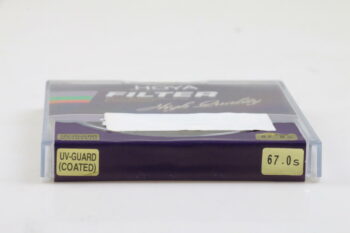 HOYA
FILTER
High Quality
UV-GUARD
(COATED)
67.0s